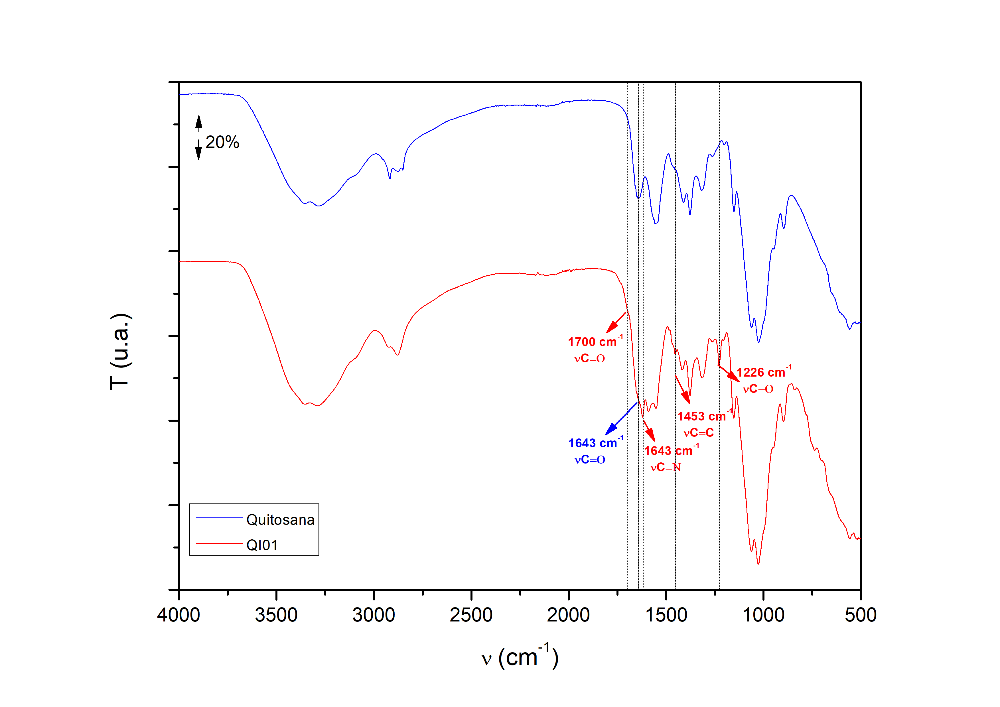 20%
T (u.a.)
1700 cm⁻¹
νC=O
1226 cm⁻¹
νC–O
1453 cm⁻¹
νC=C
1643 cm⁻¹
νC=O
1643 cm⁻¹
νC=N
Quitosana
QI01
4000 3500 3000 2500 2000 1500 1000 500
ν (cm⁻¹)